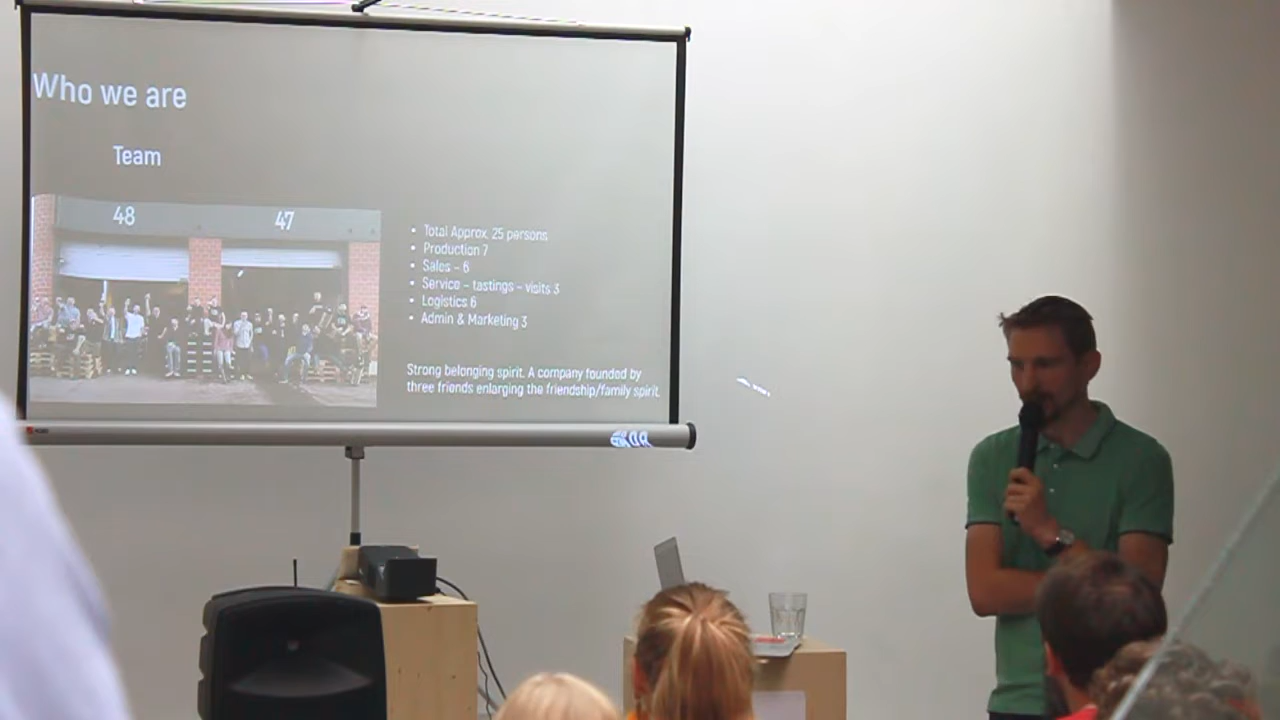 Who we are
Team
48
47
• Total Approx. 25 persons
• Production 7
• Sales – 6
• Service – tastings – visits 3
• Logistics 6
• Admin & Marketing 3
Strong belonging spirit. A company founded by
three friends enlarging the friendship/family spirit.